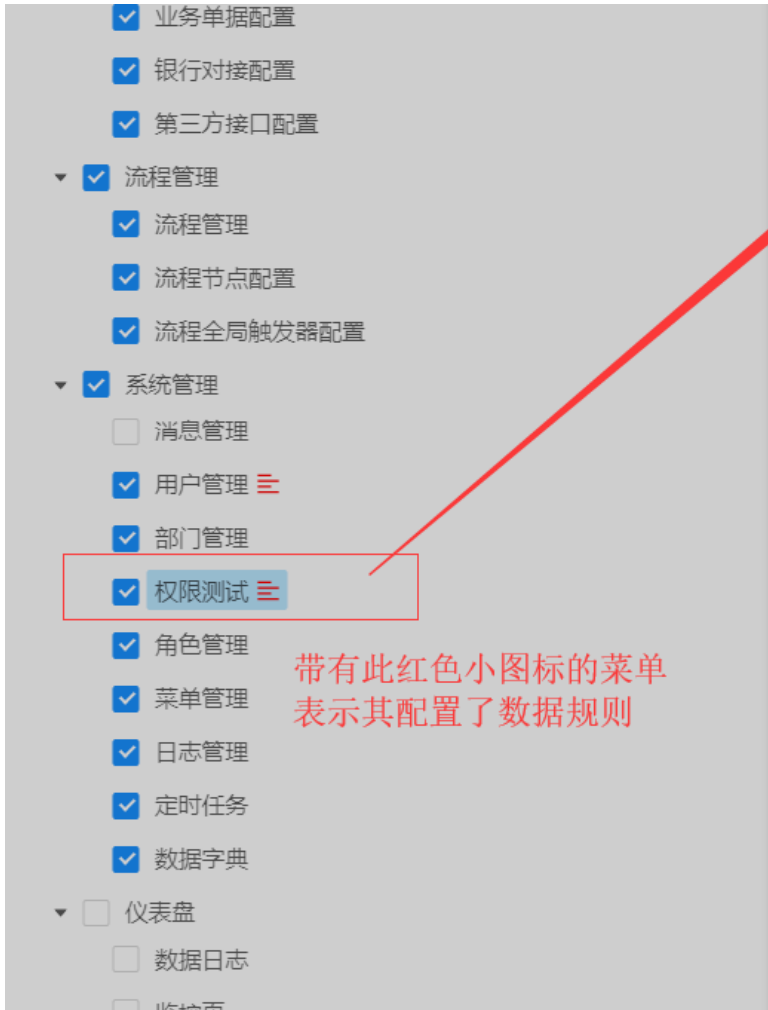 业务单据配置
银行对接配置
第三方接口配置
流程管理
流程管理
流程节点配置
流程全局触发器配置
系统管理
消息管理
用户管理
部门管理
权限测试
角色管理
带有此红色小图标的菜单
表示其配置了数据规则
菜单管理
日志管理
定时任务
数据字典
仪表盘
数据日志